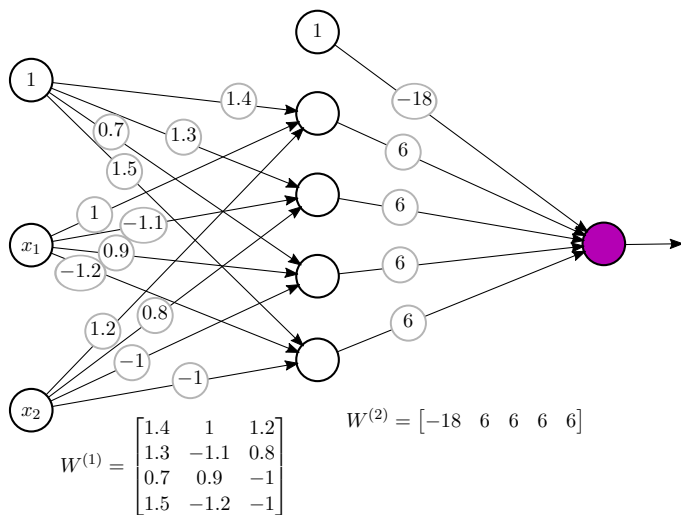 1
1
1.4
0.7
1.3
-18
1.5
6
1
-1.1
6
x₁
0.9
6
-1.2
0.8
6
1.2
-1
-1
x₂
W⁽¹⁾ = [1.4 1 1.2
1.3 −1.1 0.8
0.7 0.9 −1
1.5 −1.2 −1]
W⁽²⁾ = [−18 6 6 6 6]